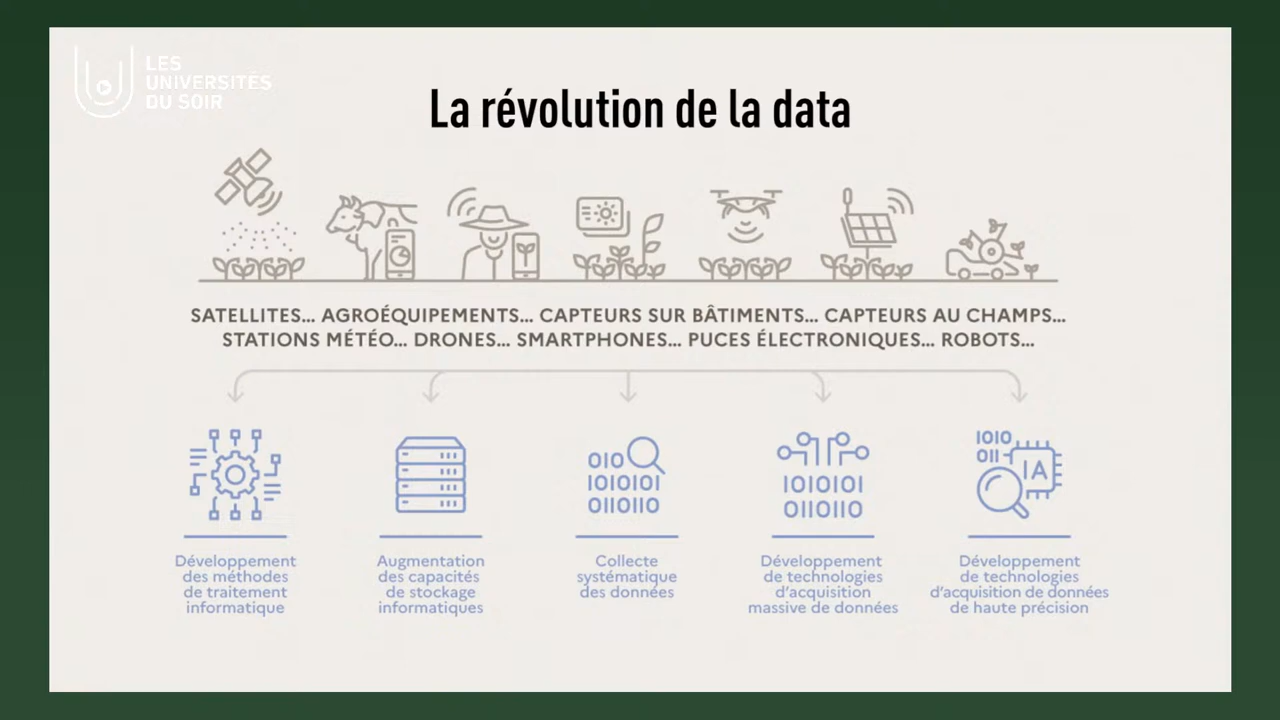 LES
UNIVERSITÉS
DU SOIR
La révolution de la data
SATELLITES... AGROÉQUIPEMENTS... CAPTEURS SUR BÂTIMENTS... CAPTEURS AU CHAMPS...
STATIONS MÉTÉO... DRONES... SMARTPHONES... PUCES ÉLECTRONIQUES... ROBOTS...
010
1010101
0110110
1010101
0110110
1010
011
IA
Développement
des méthodes
de traitement
informatique
Augmentation
des capacités
de stockage
informatiques
Collecte
systématique
des données
Développement
de technologies
d'acquisition
massive de données
Développement
de technologies
d'acquisition de données
de haute précision